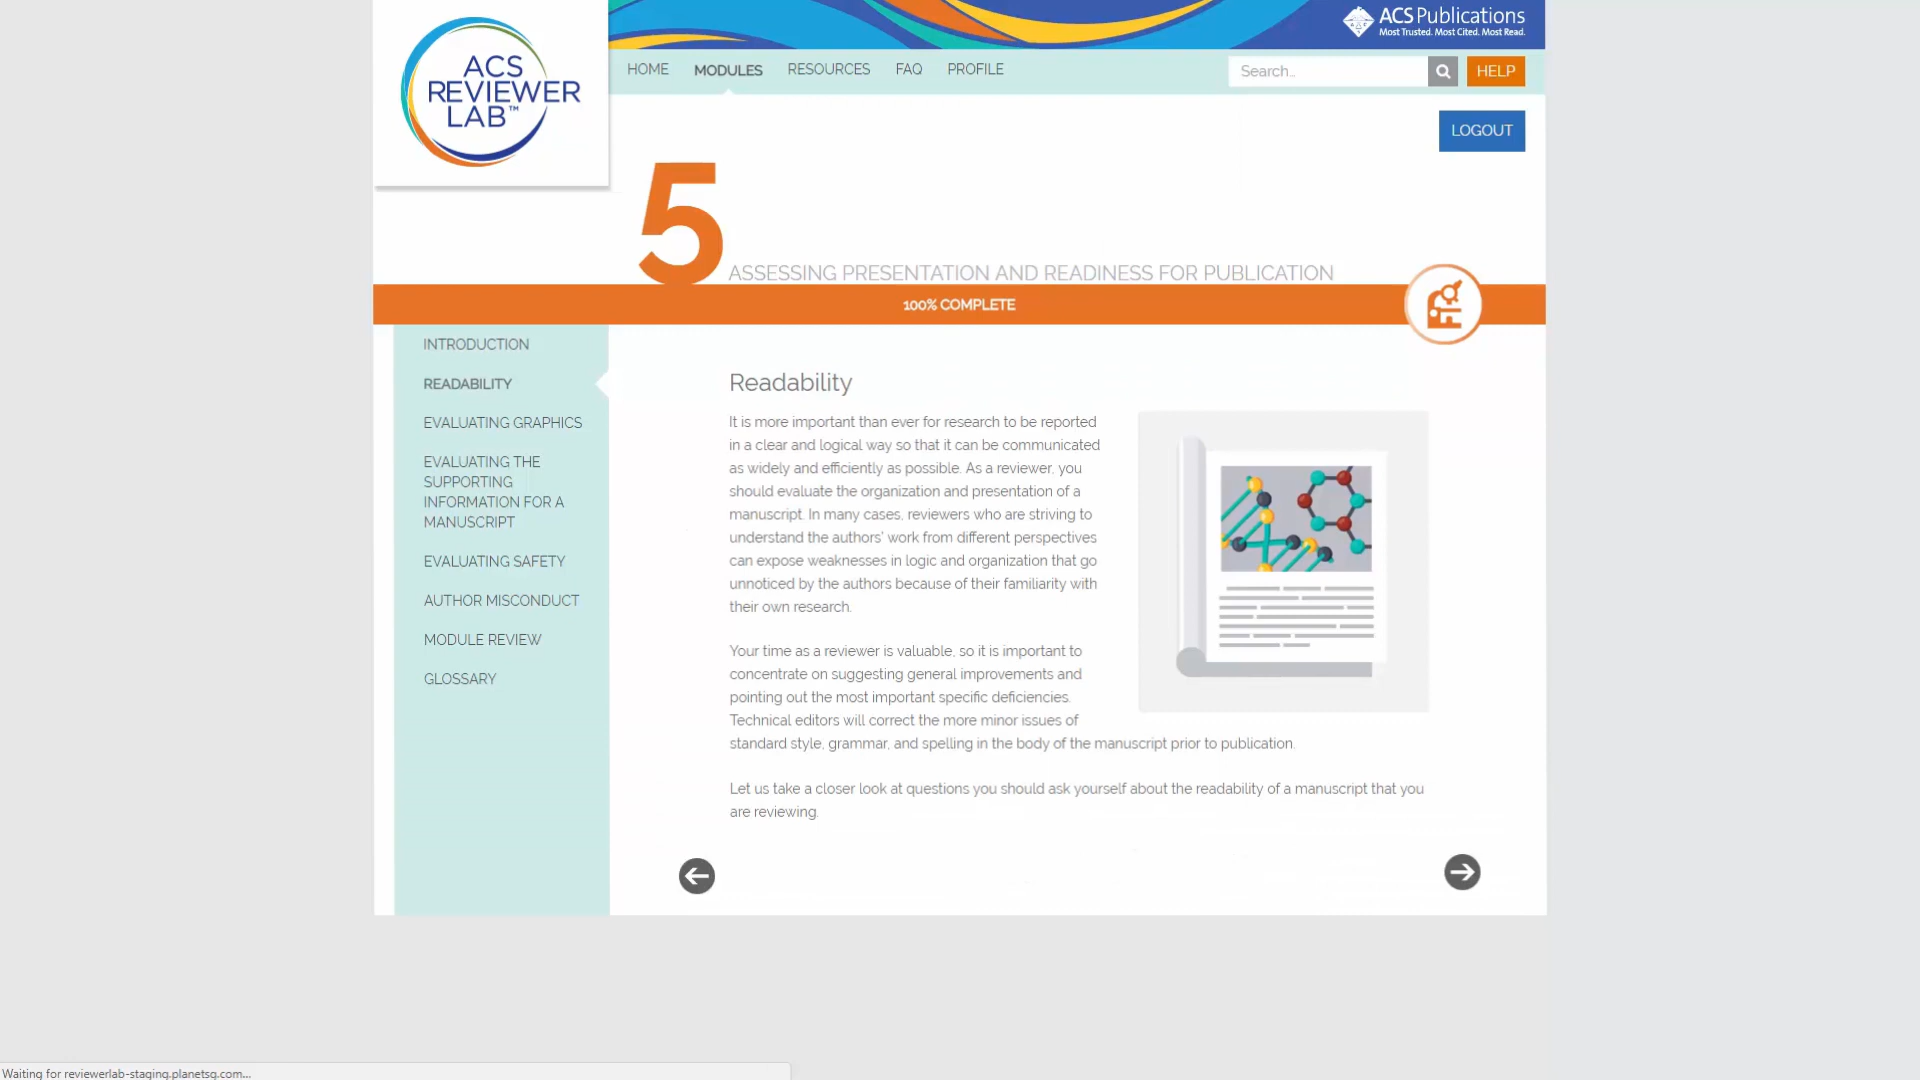 ACS
REVIEWER
LAB™
ACS Publications
Most Trusted. Most Cited. Most Read.
HOME
MODULES
RESOURCES
FAQ
PROFILE
Search..
HELP
LOGOUT
5
ASSESSING PRESENTATION AND READINESS FOR PUBLICATION
100% COMPLETE
INTRODUCTION
READABILITY
EVALUATING GRAPHICS
EVALUATING THE
SUPPORTING
INFORMATION FOR A
MANUSCRIPT
EVALUATING SAFETY
AUTHOR MISCONDUCT
MODULE REVIEW
GLOSSARY
Readability
It is more important than ever for research to be reported
in a clear and logical way so that it can be communicated
as widely and efficiently as possible. As a reviewer, you
should evaluate the organization and presentation of a
manuscript. In many cases, reviewers who are striving to
understand the authors' work from different perspectives
can expose weaknesses in logic and organization that go
unnoticed by the authors because of their familiarity with
their own research.
Your time as a reviewer is valuable, so it is important to
concentrate on suggesting general improvements and
pointing out the most important specific deficiencies.
Technical editors will correct the more minor issues of
standard style, grammar, and spelling in the body of the manuscript prior to publication.
Let us take a closer look at questions you should ask yourself about the readability of a manuscript that you
are reviewing.
Waiting for reviewerlab-staging.planetsg.com...